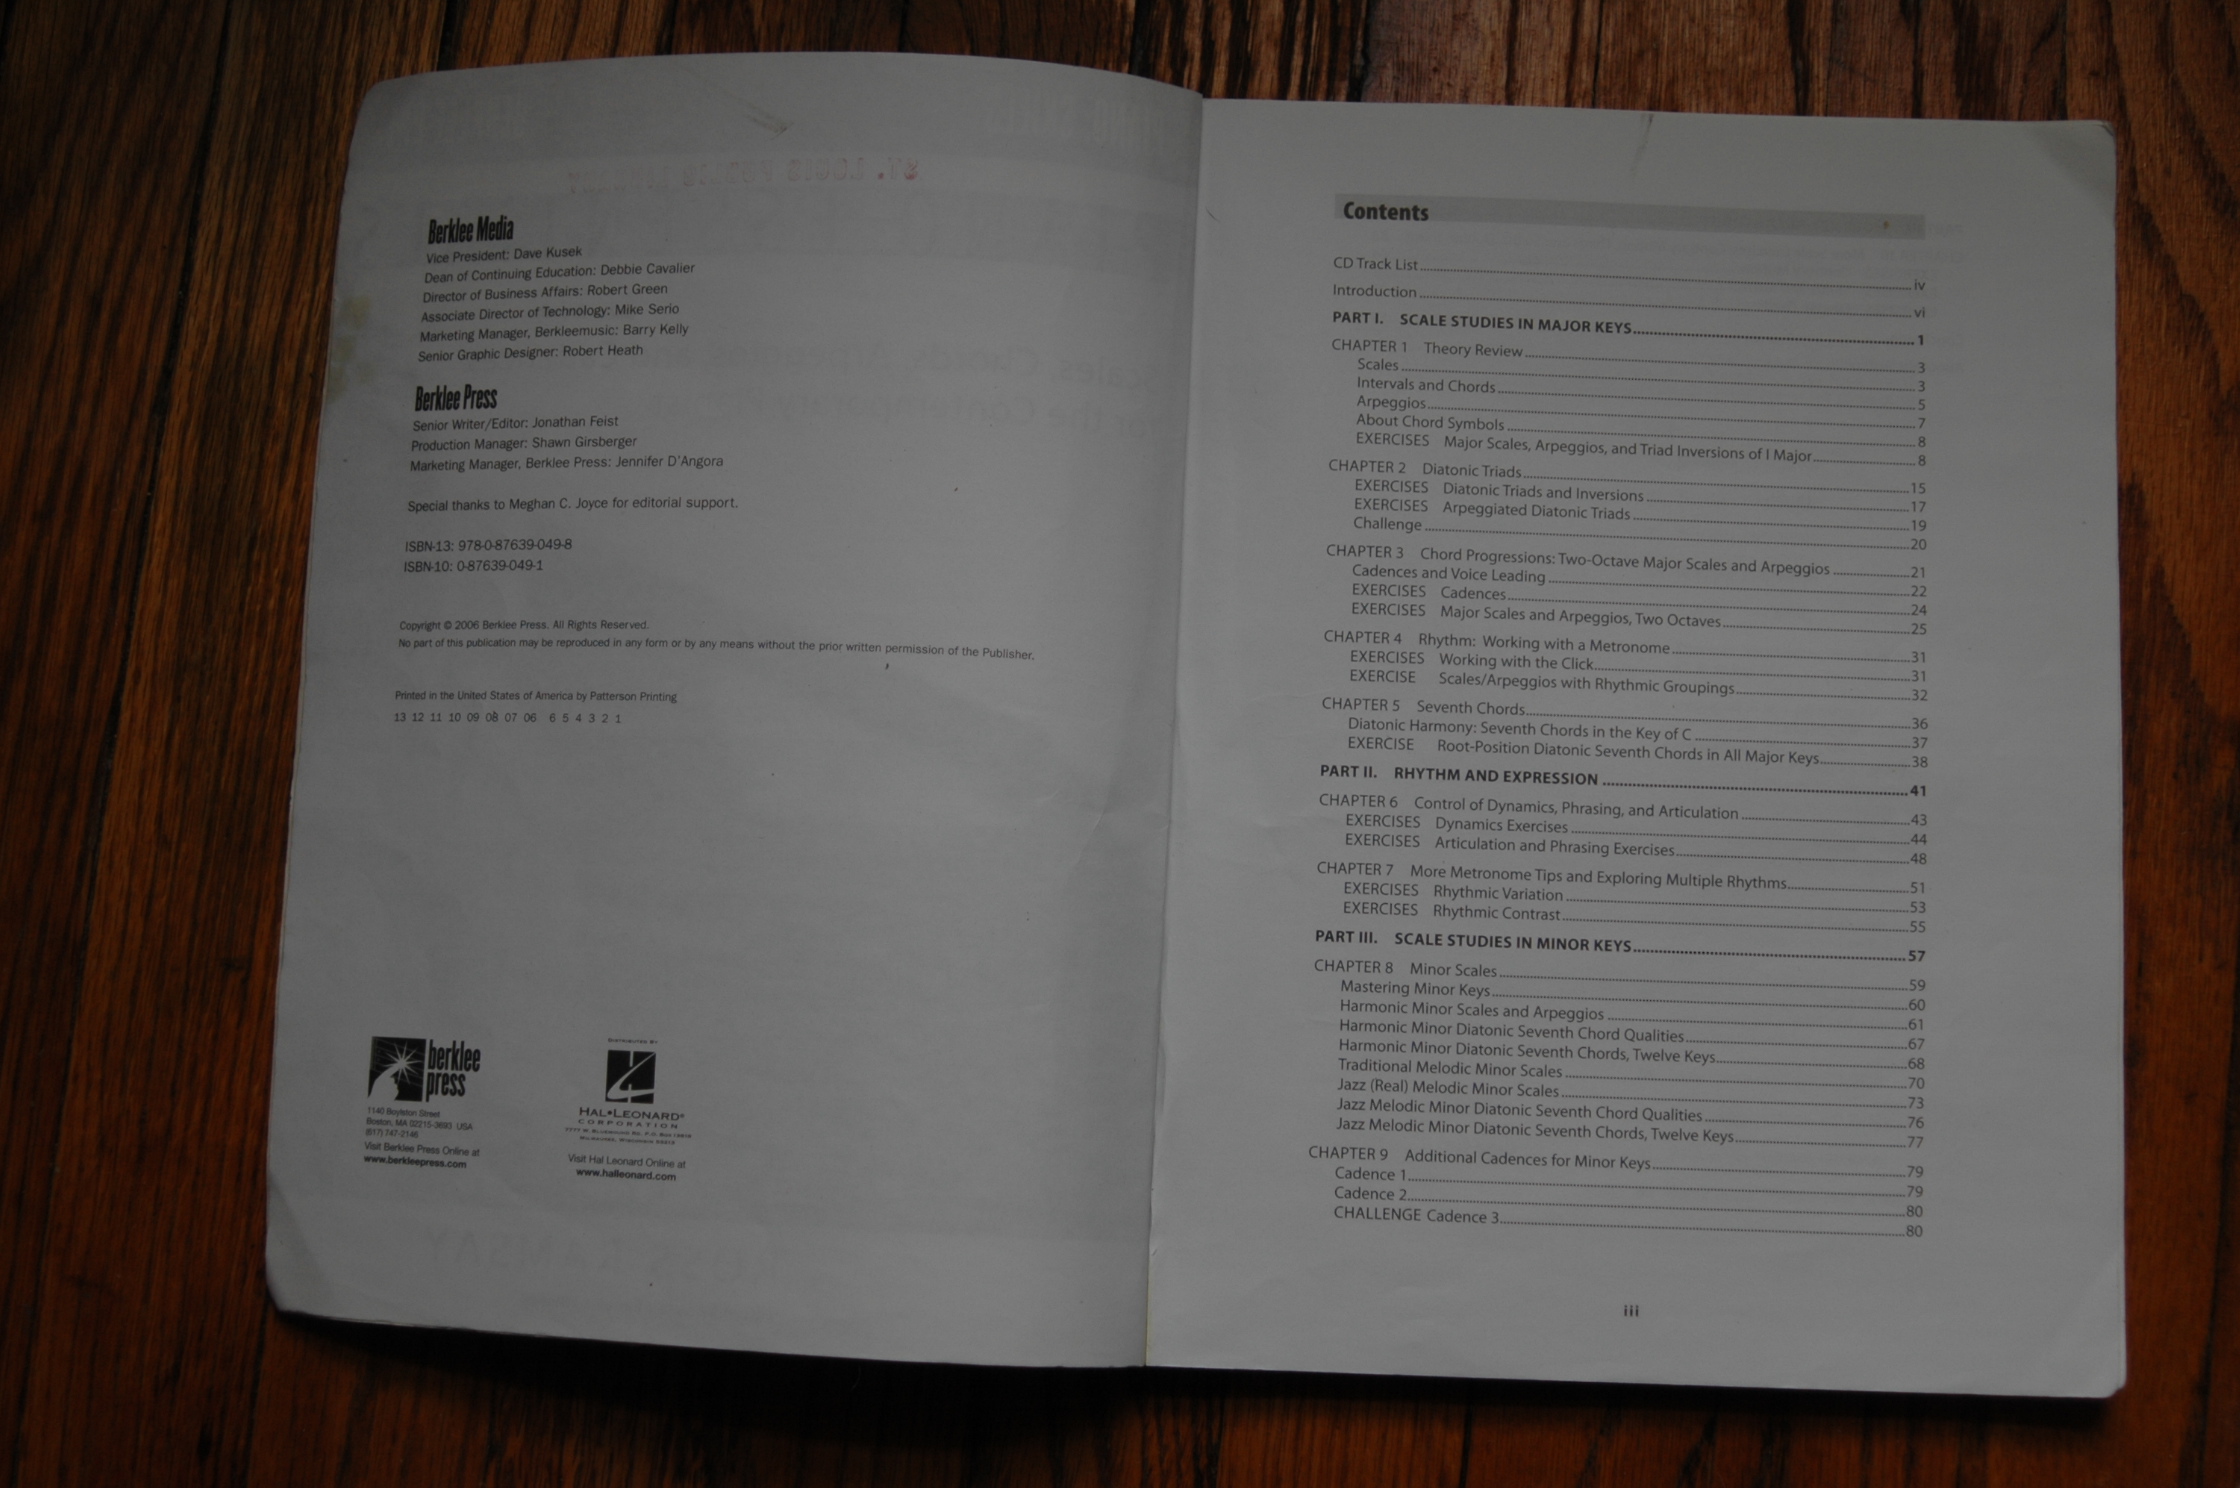 ST. LOUIS PUBLIC
Berklee Media
Vice President: Dave Kusek
Dean of Continuing Education: Debbie Cavalier
Director of Business Affairs: Robert Green
Associate Director of Technology: Mike Serio
Marketing Manager, Berkleemusic: Barry Kelly
Senior Graphic Designer: Robert Heath
Berklee Press
Senior Writer/Editor: Jonathan Feist
Production Manager: Shawn Girsberger
Marketing Manager, Berklee Press: Jennifer D'Angora
Special thanks to Meghan C. Joyce for editorial support.
ISBN-13: 978-0-87639-049-8
ISBN-10: 0-87639-049-1
Copyright © 2006 Berklee Press. All Rights Reserved.
No part of this publication may be reproduced in any form or by any means without the prior written permission of the Publisher.
Printed in the United States of America by Patterson Printing
13 12 11 10 09 08 07 06 6 5 4 3 2 1
berklee
press
1140 Boylston Street
Boston, MA 02215-3693 USA
(617) 747-2146
Visit Berklee Press Online at
www.berkleepress.com
DISTRIBUTED BY
HAL•LEONARD®
CORPORATION
7777 W. BLUEMOUND RD. P.O. BOX 13819
MILWAUKEE, WISCONSIN 53213
Visit Hal Leonard Online at
www.halleonard.com
Contents
CD Track List iv
Introduction vi
PART I. SCALE STUDIES IN MAJOR KEYS 1
CHAPTER 1 Theory Review 3
Scales 3
Intervals and Chords 5
Arpeggios 7
About Chord Symbols 8
EXERCISES Major Scales, Arpeggios, and Triad Inversions of I Major 8
CHAPTER 2 Diatonic Triads 15
EXERCISES Diatonic Triads and Inversions 17
EXERCISES Arpeggiated Diatonic Triads 19
Challenge 20
CHAPTER 3 Chord Progressions: Two-Octave Major Scales and Arpeggios 21
Cadences and Voice Leading 22
EXERCISES Cadences 24
EXERCISES Major Scales and Arpeggios, Two Octaves 25
CHAPTER 4 Rhythm: Working with a Metronome 31
EXERCISES Working with the Click 31
EXERCISE Scales/Arpeggios with Rhythmic Groupings 32
CHAPTER 5 Seventh Chords 36
Diatonic Harmony: Seventh Chords in the Key of C 37
EXERCISE Root-Position Diatonic Seventh Chords in All Major Keys 38
PART II. RHYTHM AND EXPRESSION 41
CHAPTER 6 Control of Dynamics, Phrasing, and Articulation 43
EXERCISES Dynamics Exercises 44
EXERCISES Articulation and Phrasing Exercises 48
CHAPTER 7 More Metronome Tips and Exploring Multiple Rhythms 51
EXERCISES Rhythmic Variation 53
EXERCISES Rhythmic Contrast 55
PART III. SCALE STUDIES IN MINOR KEYS 57
CHAPTER 8 Minor Scales 59
Mastering Minor Keys 60
Harmonic Minor Scales and Arpeggios 61
Harmonic Minor Diatonic Seventh Chord Qualities 67
Harmonic Minor Diatonic Seventh Chords, Twelve Keys 68
Traditional Melodic Minor Scales 70
Jazz (Real) Melodic Minor Scales 73
Jazz Melodic Minor Diatonic Seventh Chord Qualities 76
Jazz Melodic Minor Diatonic Seventh Chords, Twelve Keys 77
CHAPTER 9 Additional Cadences for Minor Keys 79
Cadence 1 79
Cadence 2 80
CHALLENGE Cadence 3 80
iii